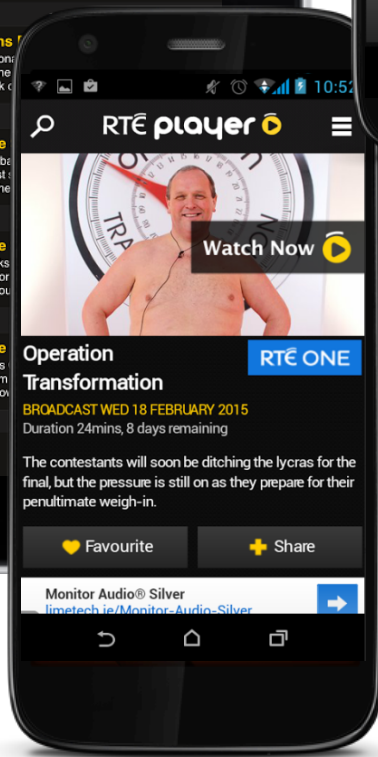 10:52
RTÉ player
TRA
Watch Now
Operation
Transformation
RTÉ ONE
BROADCAST WED 18 FEBRUARY 2015
Duration 24mins, 8 days remaining
The contestants will soon be ditching the lycras for the
final, but the pressure is still on as they prepare for their
penultimate weigh-in.
Favourite
Share
Monitor Audio® Silver
limetech.ie/Monitor-Audio-Silver